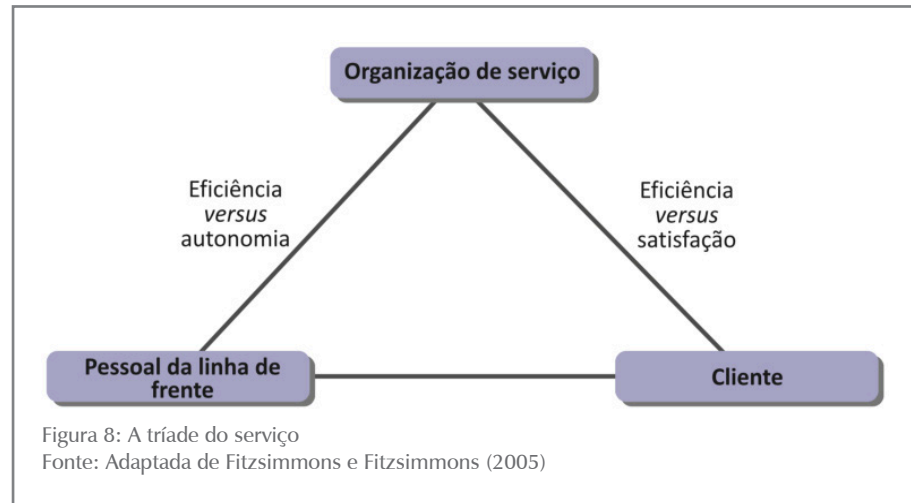 Organização de serviço
Eficiência
versus
autonomia
Eficiência
versus
satisfação
Pessoal da linha de
frente
Cliente
Figura 8: A tríade do serviço
Fonte: Adaptada de Fitzsimmons e Fitzsimmons (2005)